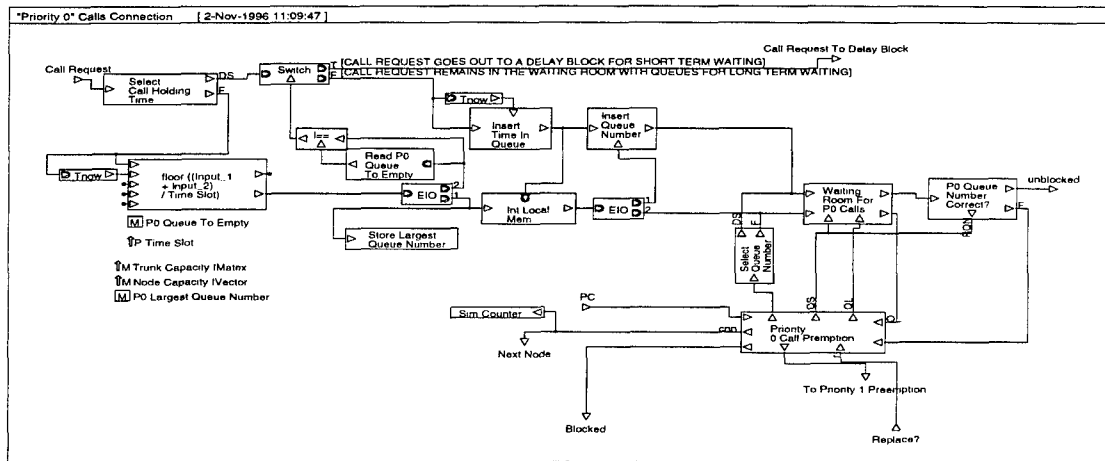 "Priority 0" Calls Connection [ 2-Nov-1996 11:09:47 ]
Call Request To Delay Block
Call Request
Select
Call Holding
Time
DS
F
Switch
T [CALL REQUEST GOES OUT TO A DELAY BLOCK FOR SHORT TERM WAITING]
F [CALL REQUEST REMAINS IN THE WAITING ROOM WITH QUEUES FOR LONG TERM WAITING]
Tnow
Insert
Time In
Queue
Insert
Queue
Number
I==
Read P0
Queue
To Empty
Tnow
floor ((Input_1
+ Input_2)
/ Time Slot)
EIO
2
1
Int Local
Mem
EIO
1
2
Store Largest
Queue Number
M P0 Queue To Empty
⇑P Time Slot
⇑M Trunk Capacity IMatrex
⇑M Node Capacity IVector
M P0 Largest Queue Number
Waiting
Room For
P0 Calls
P0 Queue
Number
Correct?
unblocked
F
RQN
DS
F
Select
Queue
Number
QS
QL
PC
Sim Counter
cnn
Priority
0 Call Premption
Next Node
To Priority 1 Preemption
Blocked
Replace?